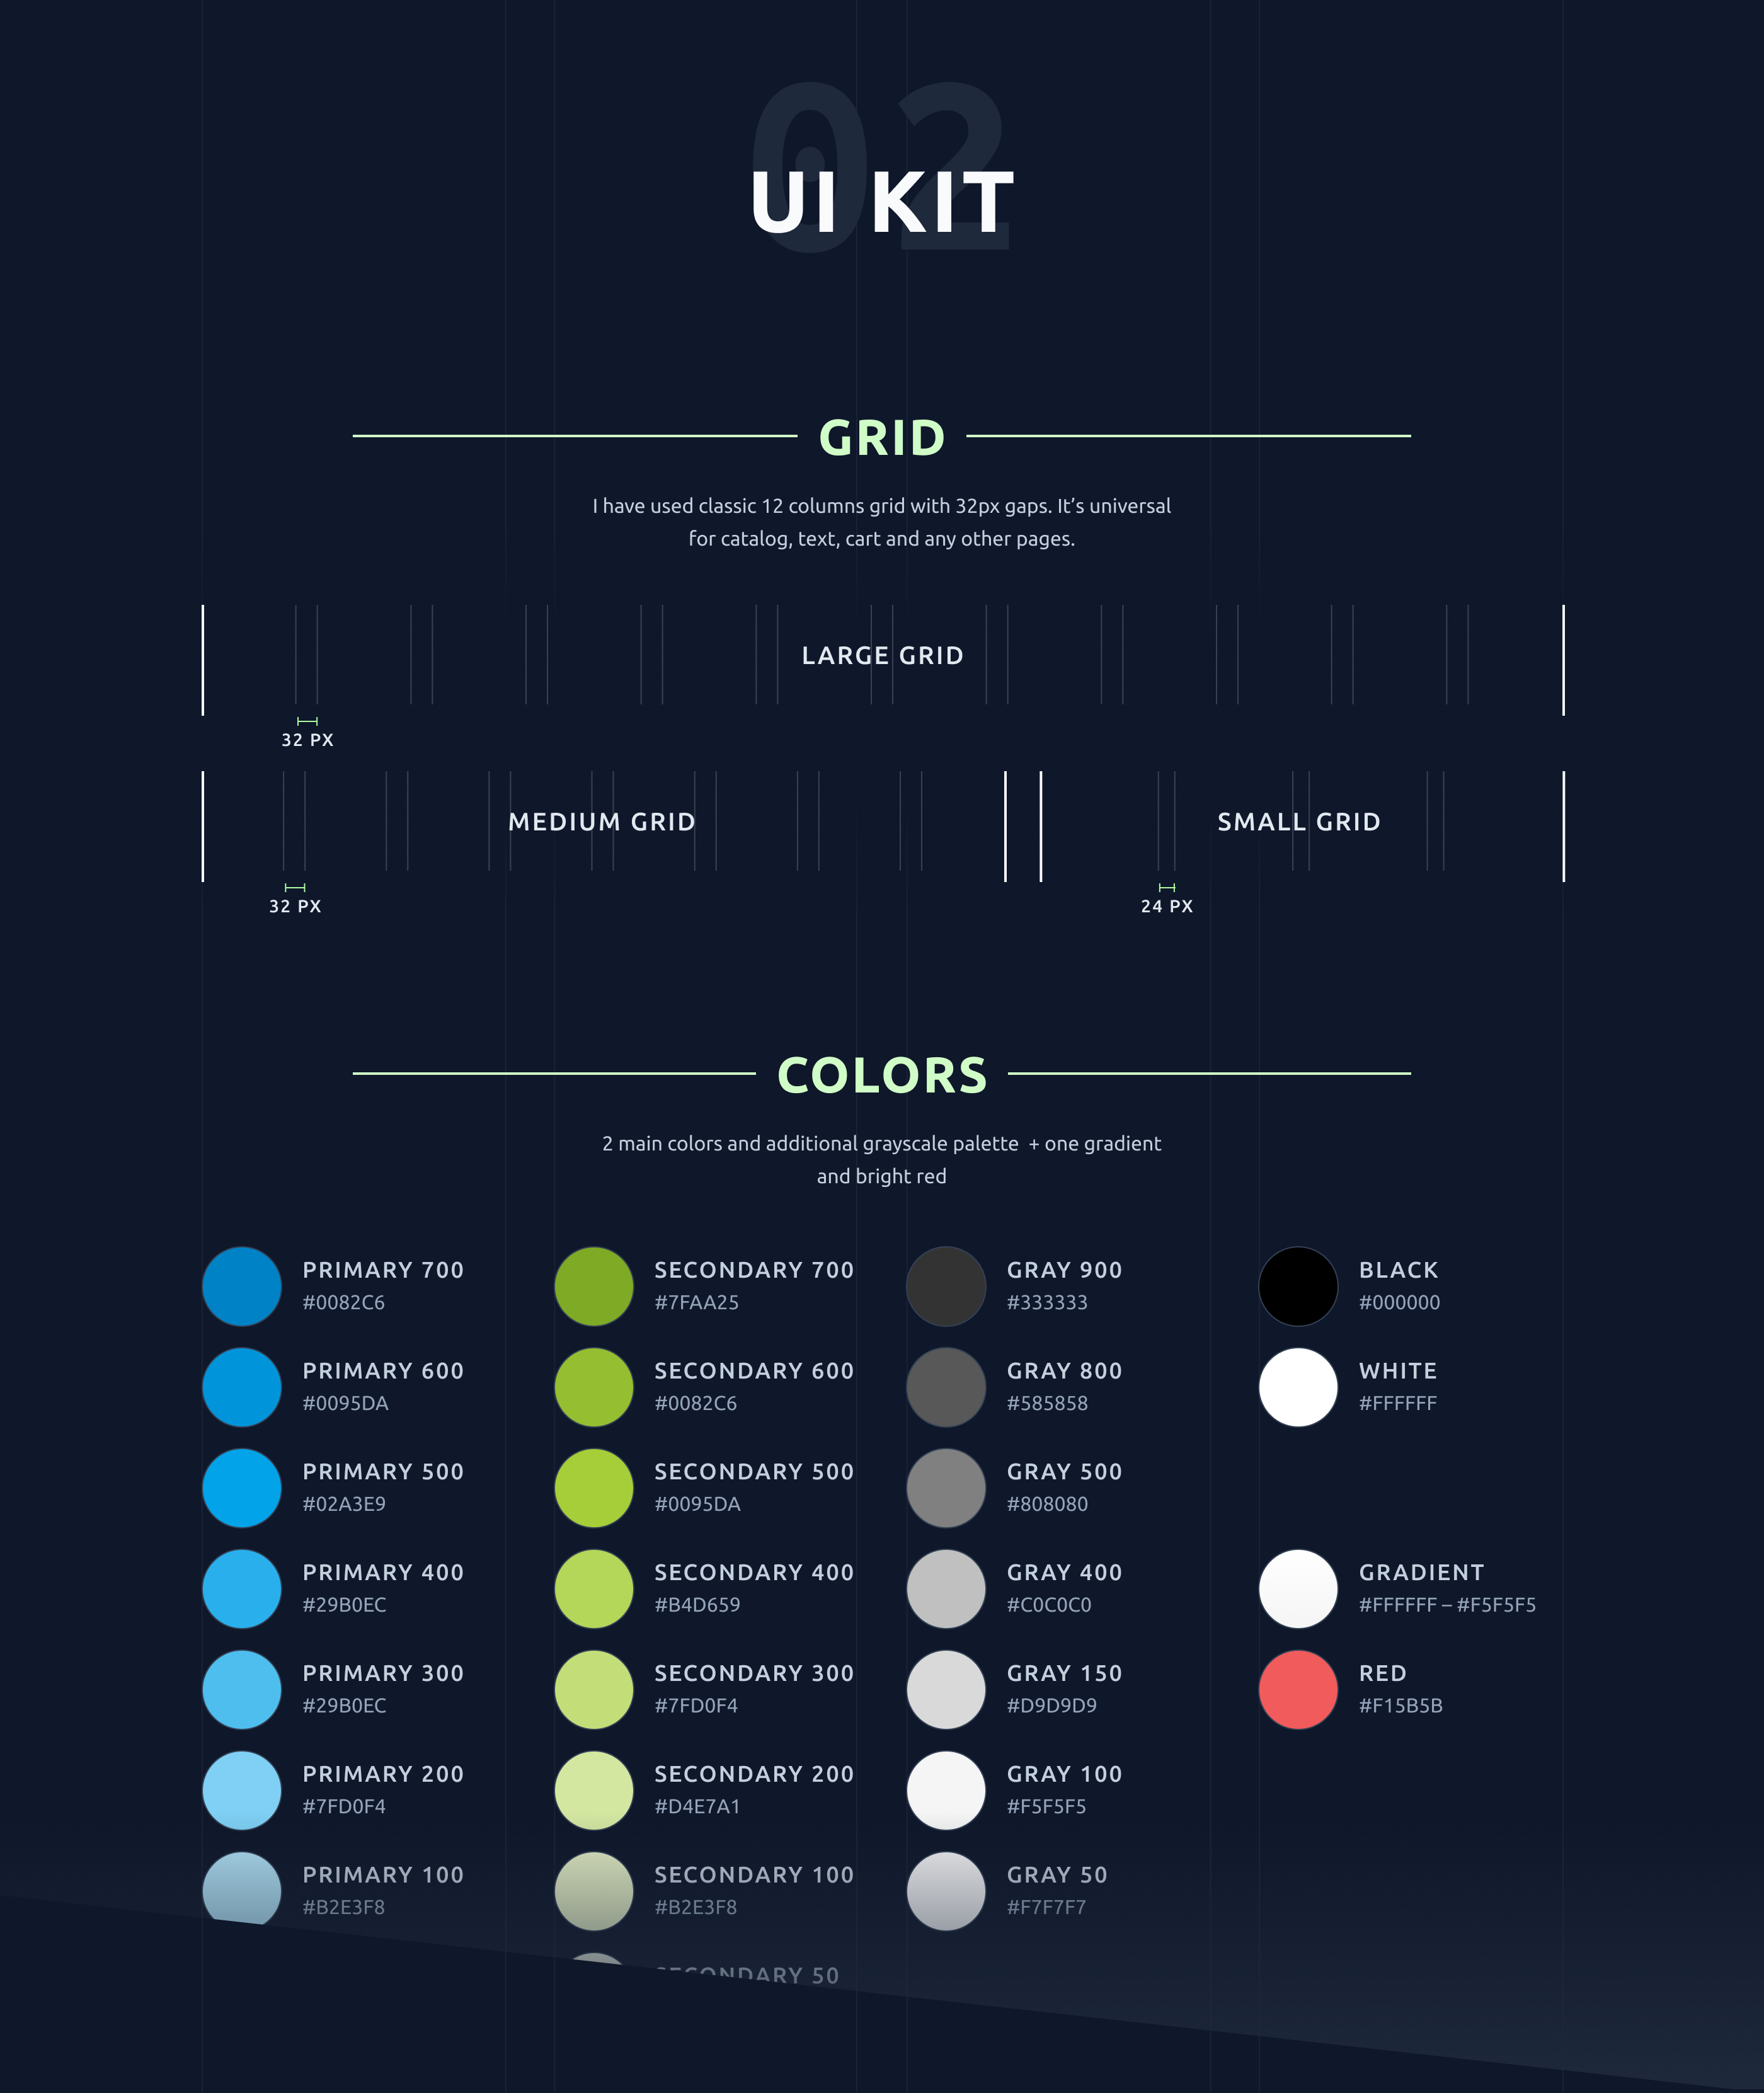 02
UI KIT
GRID
I have used classic 12 columns grid with 32px gaps. It’s universal
for catalog, text, cart and any other pages.
LARGE GRID
32 PX
MEDIUM GRID
32 PX
SMALL GRID
24 PX
COLORS
2 main colors and additional grayscale palette + one gradient
and bright red
PRIMARY 700
#0082C6
PRIMARY 600
#0095DA
PRIMARY 500
#02A3E9
PRIMARY 400
#29B0EC
PRIMARY 300
#29B0EC
PRIMARY 200
#7FD0F4
PRIMARY 100
#B2E3F8
SECONDARY 700
#7FAA25
SECONDARY 600
#0082C6
SECONDARY 500
#0095DA
SECONDARY 400
#B4D659
SECONDARY 300
#7FD0F4
SECONDARY 200
#D4E7A1
SECONDARY 100
#B2E3F8
SECONDARY 50
GRAY 900
#333333
GRAY 800
#585858
GRAY 500
#808080
GRAY 400
#C0C0C0
GRAY 150
#D9D9D9
GRAY 100
#F5F5F5
GRAY 50
#F7F7F7
BLACK
#000000
WHITE
#FFFFFF
GRADIENT
#FFFFFF – #F5F5F5
RED
#F15B5B